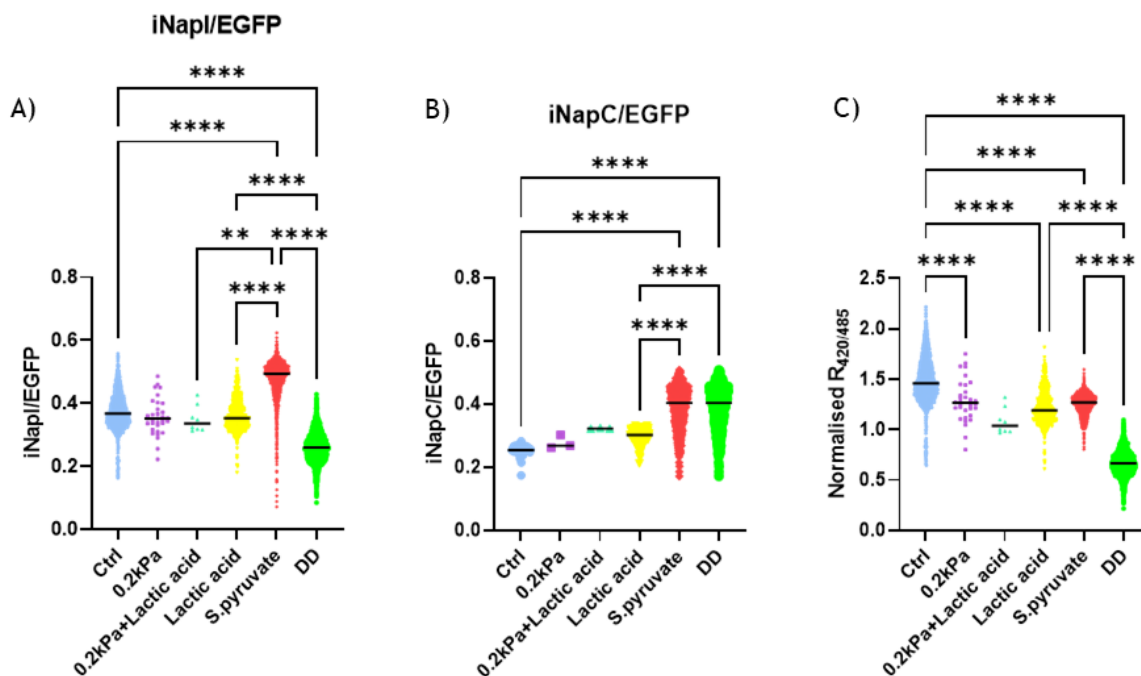 iNapI/EGFP
A)
****
****
****
**
****
****
iNapI/EGFP
0.8
0.6
0.4
0.2
0.0
Ctrl
0.2kPa
0.2kPa+Lactic acid
Lactic acid
S.pyruvate
DD
B)
iNapC/EGFP
****
****
****
****
iNapC/EGFP
0.8
0.6
0.4
0.2
0.0
Ctrl
0.2kPa
0.2kPa+Lactic acid
Lactic acid
S.pyruvate
DD
C)
****
****
****
****
****
****
Normalised R420/485
2.5
2.0
1.5
1.0
0.5
0.0
Ctrl
0.2kPa
0.2kPa+Lactic acid
Lactic acid
S.pyruvate
DD